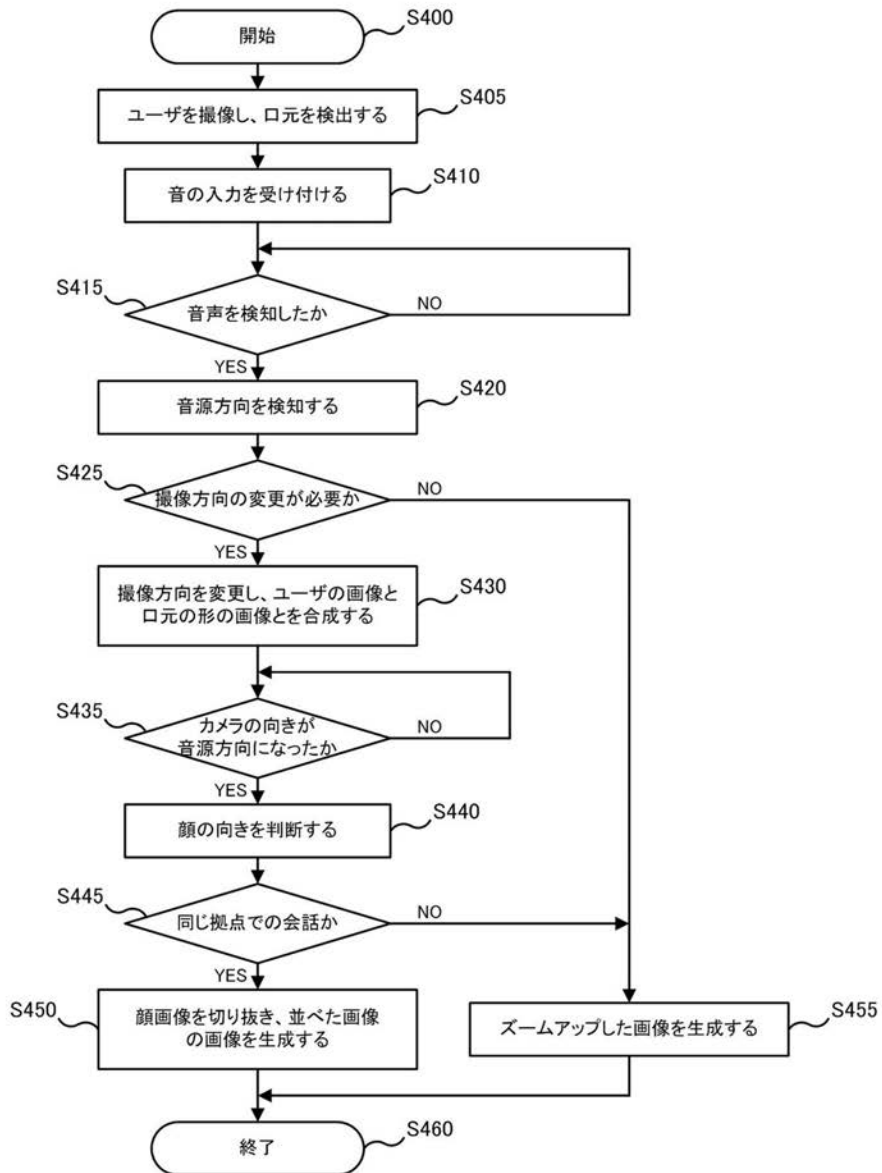 開始
S400
ユーザを撮像し、口元を検出する
S405
音の入力を受け付ける
S410
S415
音声を検知したか
NO
YES
音源方向を検知する
S420
S425
撮像方向の変更が必要か
NO
YES
撮像方向を変更し、ユーザの画像と
口元の形の画像とを合成する
S430
S435
カメラの向きが
音源方向になったか
NO
YES
顔の向きを判断する
S440
S445
同じ拠点での会話か
NO
YES
S450
顔画像を切り抜き、並べた画像
の画像を生成する
ズームアップした画像を生成する
S455
終了
S460